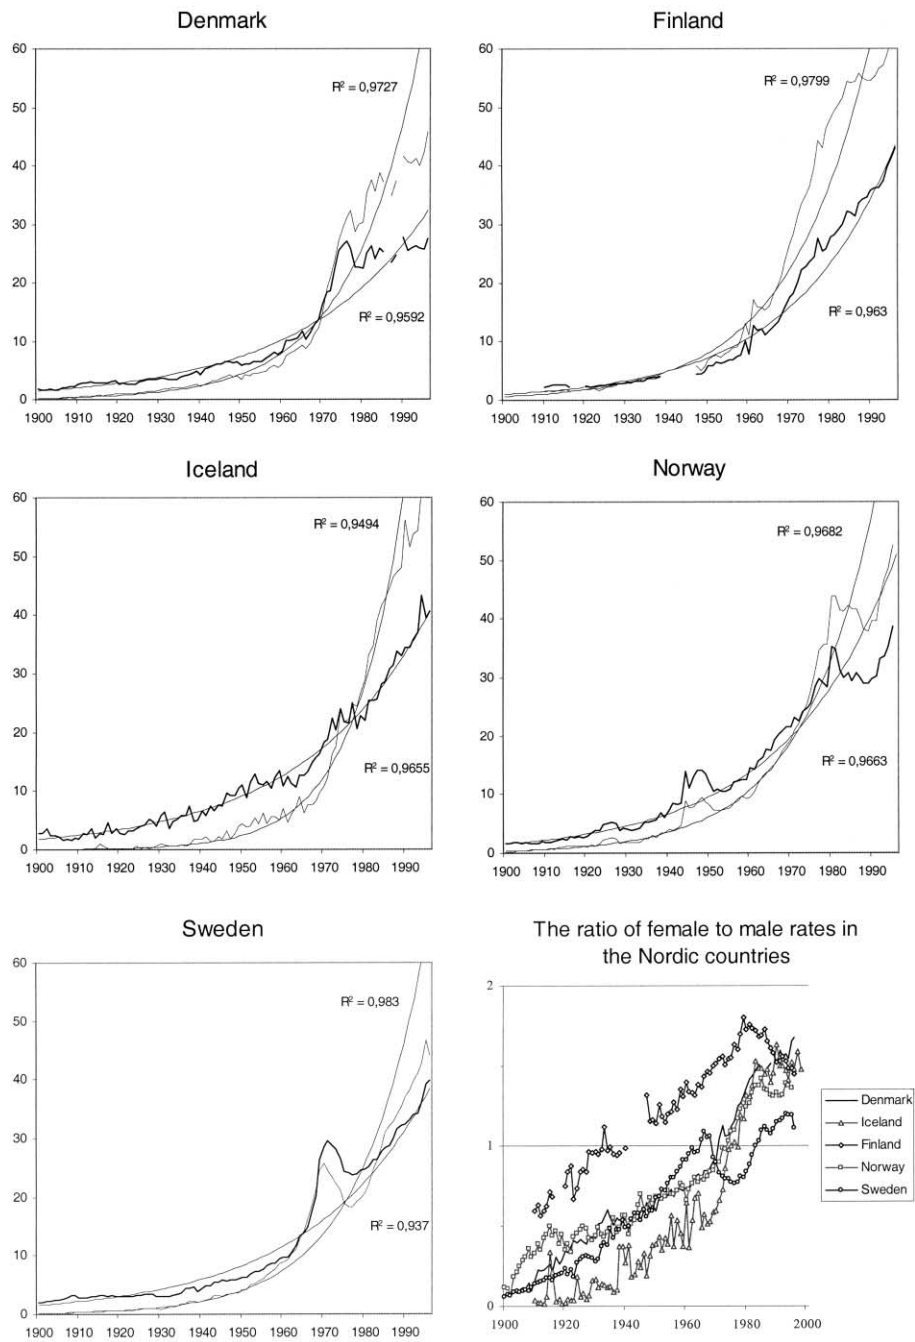 Denmark
60
50
40
30
20
10
0
R² = 0,9727
R² = 0,9592
1900 1910 1920 1930 1940 1950 1960 1970 1980 1990
Finland
60
50
40
30
20
10
0
R² = 0,9799
R² = 0,963
1900 1910 1920 1930 1940 1950 1960 1970 1980 1990
Iceland
60
50
40
30
20
10
0
R² = 0,9494
R² = 0,9655
1900 1910 1920 1930 1940 1950 1960 1970 1980 1990
Norway
60
50
40
30
20
10
0
R² = 0,9682
R² = 0,9663
1900 1910 1920 1930 1940 1950 1960 1970 1980 1990
Sweden
60
50
40
30
20
10
0
R² = 0,983
R² = 0,937
1900 1910 1920 1930 1940 1950 1960 1970 1980 1990
The ratio of female to male rates in
the Nordic countries
2
1
0
1900 1920 1940 1960 1980 2000
Denmark
Iceland
Finland
Norway
Sweden